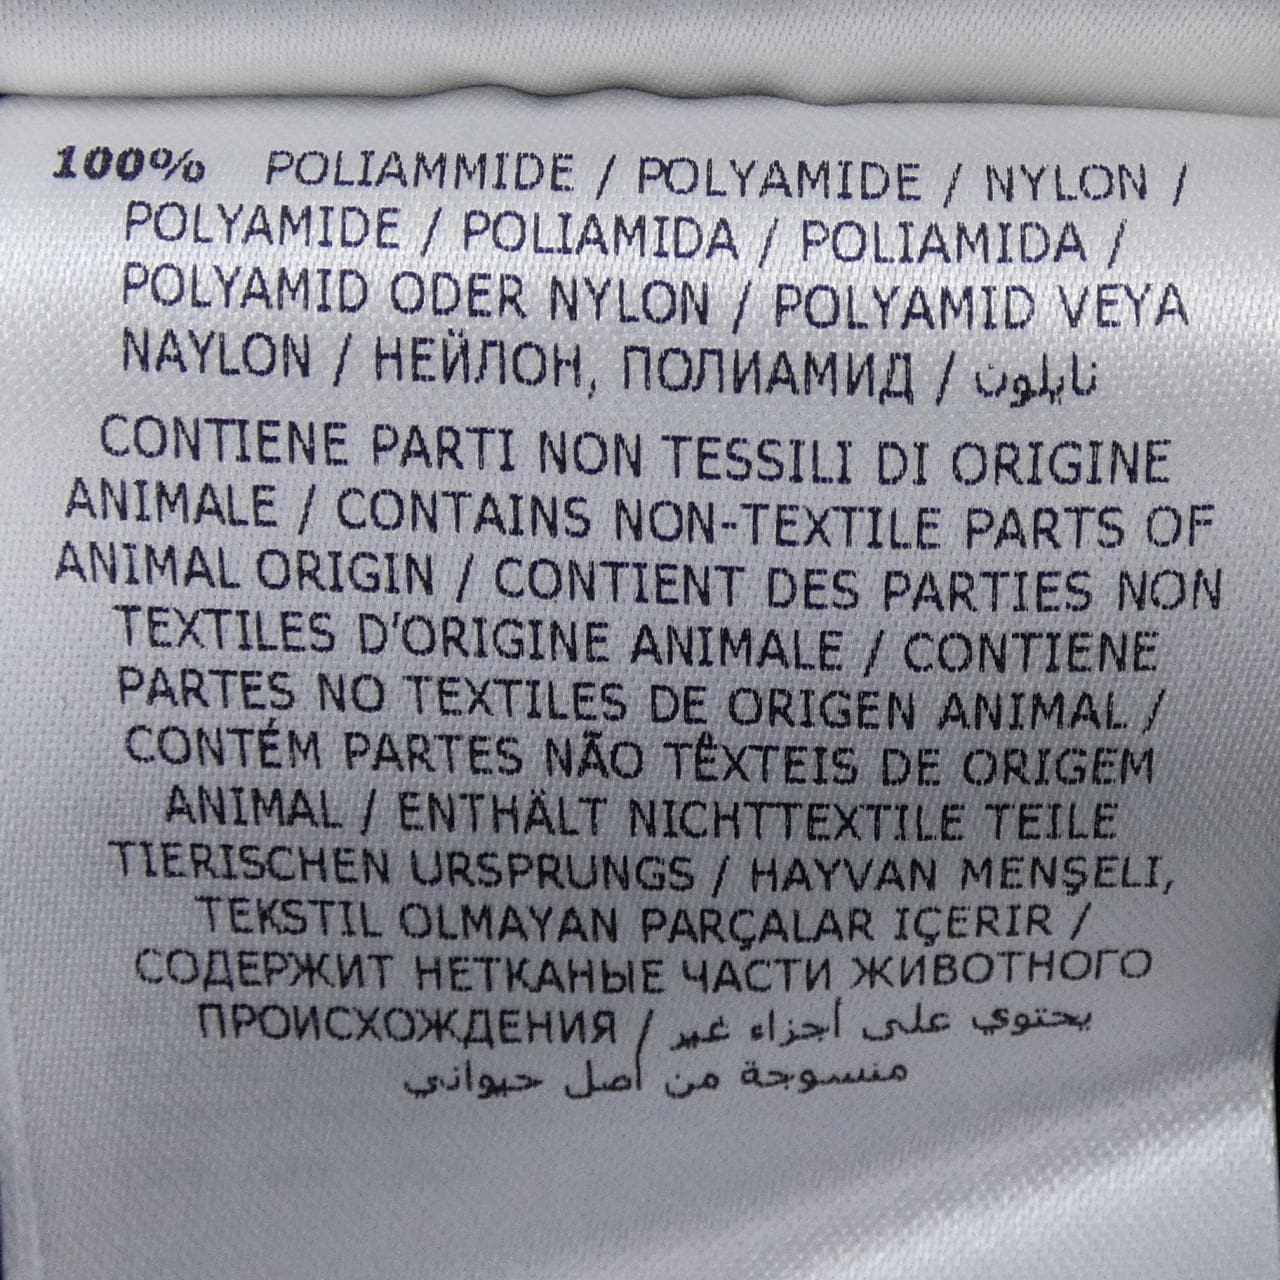 100% POLIAMMIDE / POLYAMIDE / NYLON /
POLYAMIDE / POLIAMIDA / POLIAMIDA /
POLYAMID ODER NYLON / POLYAMID VEYA
NAYLON / НЕЙЛОН, ПОЛИАМИД / نايلون
CONTIENE PARTI NON TESSILI DI ORIGINE
ANIMALE / CONTAINS NON-TEXTILE PARTS OF
ANIMAL ORIGIN / CONTIENT DES PARTIES NON
TEXTILES D'ORIGINE ANIMALE / CONTIENE
PARTES NO TEXTILES DE ORIGEN ANIMAL /
CONTÉM PARTES NÃO TÊXTEIS DE ORIGEM
ANIMAL / ENTHÄLT NICHTTEXTILE TEILE
TIERISCHEN URSPRUNGS / HAYVAN MENŞELI,
TEKSTIL OLMAYAN PARÇALAR IÇERIR /
СОДЕРЖИТ НЕТКАНЫЕ ЧАСТИ ЖИВОТНОГО
ПРОИСХОЖДЕНИЯ / يحتوي على أجزاء غير
منسوجة من أصل حيواني